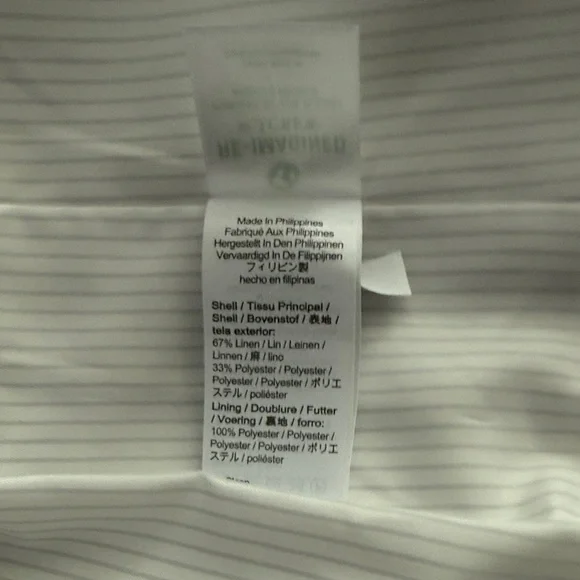 Made In Philippines
Fabriqué Aux Philippines
Hergestellt In Den Philippinen
Vervaardigd In De Filippijnen
フィリピン製
hecho en filipinas
Shell / Tissu Principal /
Shell / Bovenstof / 表地 /
tela exterior:
67% Linen / Lin / Leinen /
Linnen / 麻 / lino
33% Polyester / Polyester /
Polyester / Polyester / ポリエ
ステル / poliéster
Lining / Doublure / Futter
/ Voering / 裏地 / forro:
100% Polyester / Polyester /
Polyester / Polyester / ポリエ
ステル / poliéster